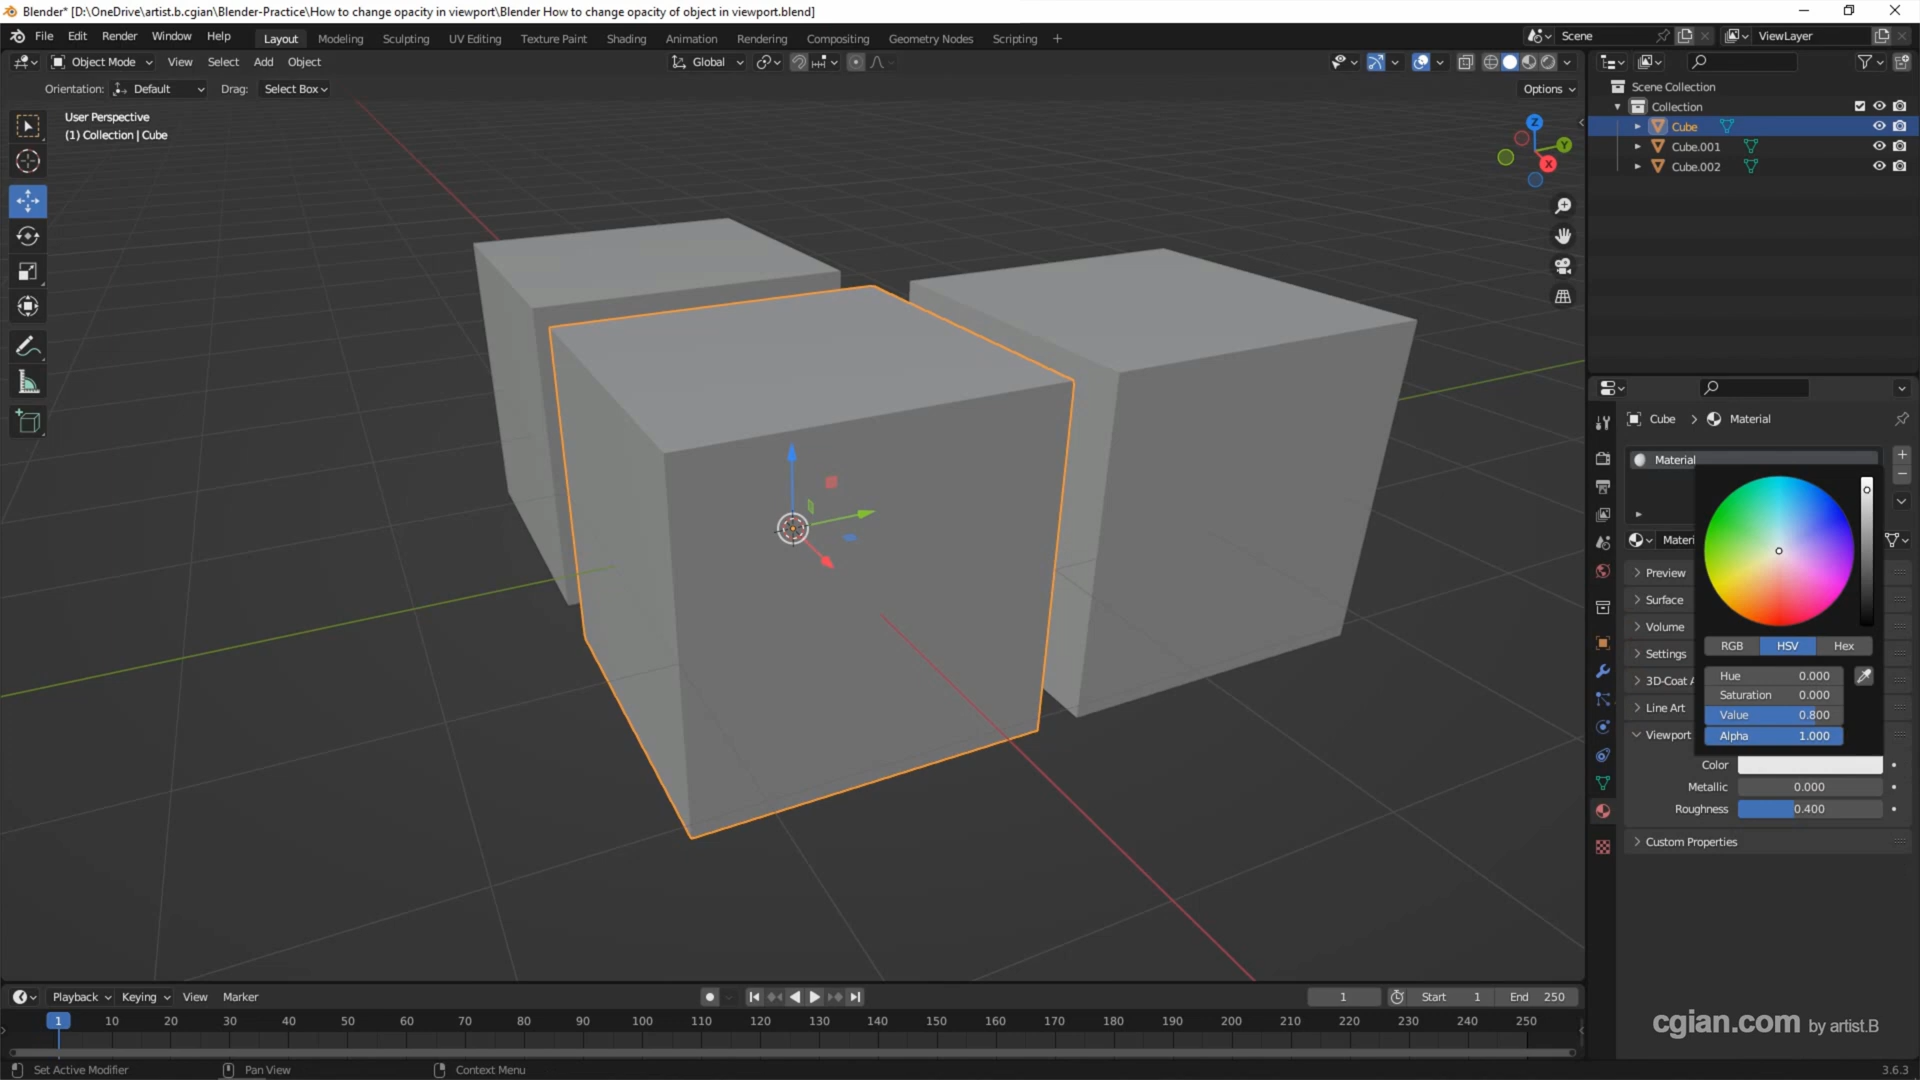 Blender* [D:\OneDrive\artist.b.cgian\Blender-Practice\How to change opacity in viewport\Blender How to change opacity of object in viewport.blend]
File Edit Render Window Help Layout Modeling Sculpting UV Editing Texture Paint Shading Animation Rendering Compositing Geometry Nodes Scripting + Scene ViewLayer
Object Mode View Select Add Object Global
Orientation: Default Drag: Select Box Options
User Perspective
(1) Collection | Cube
Z
Y
X
Scene Collection
Collection
Cube
Cube.001
Cube.002
Cube > Material
Material
Materi
Preview
Surface
Volume
Settings
3D-Coat A
Line Art
Viewport
RGB HSV Hex
Hue 0.000
Saturation 0.000
Value 0.800
Alpha 1.000
Color
Metallic 0.000
Roughness 0.400
Custom Properties
Playback Keying View Marker 1 Start 1 End 250
1 10 20 30 40 50 60 70 80 90 100 110 120 130 140 150 160 170 180 190 200 210 220 230 240 250
cgian.com by artist.B
Set Active Modifier Pan View Context Menu 3.6.3